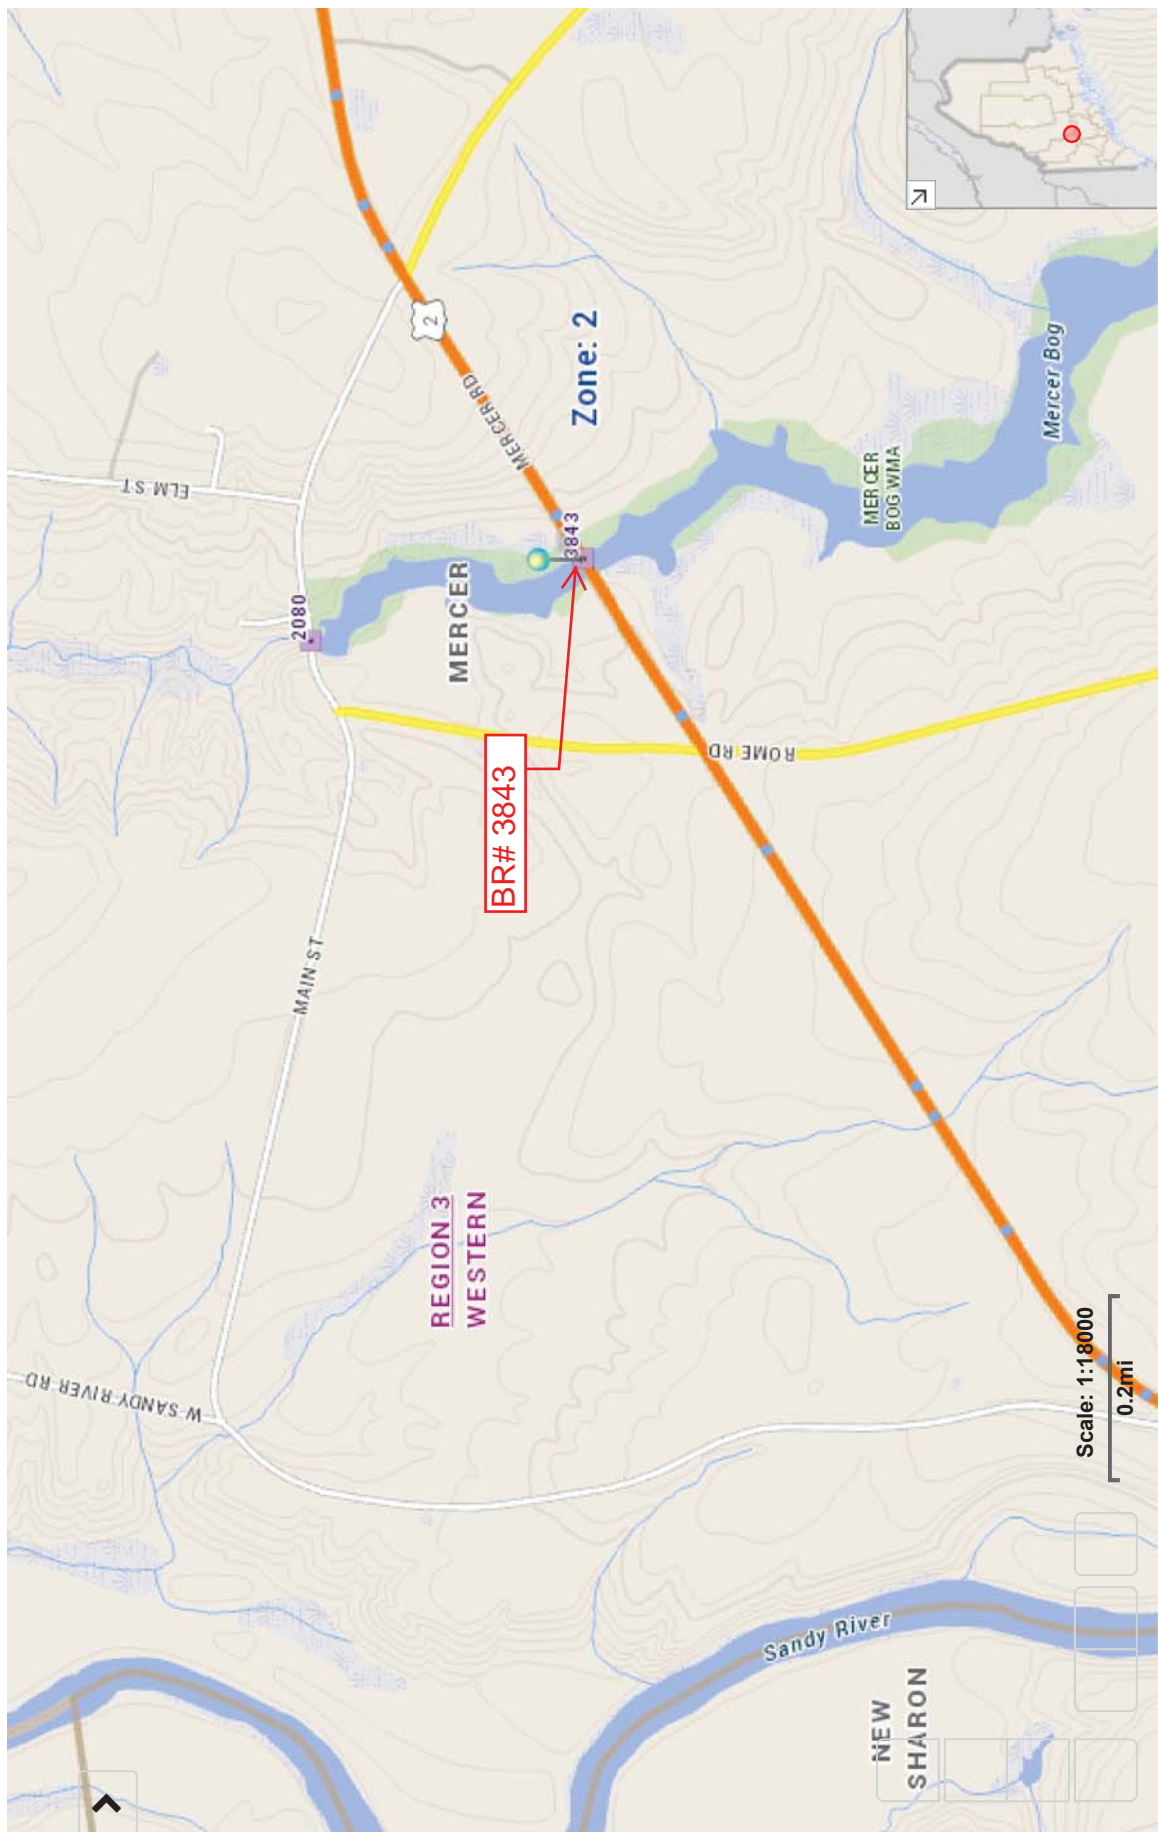 W SANDY RIVER RD
MAIN ST
2080
ELM ST
REGION 3
WESTERN
MERCER
BR# 3843
3843
MERCER RD
2
Zone: 2
ROME RD
NEW
SHARON
Sandy River
MERCER
BOG WMA
Mercer Bog
Scale: 1:18000
0.2mi